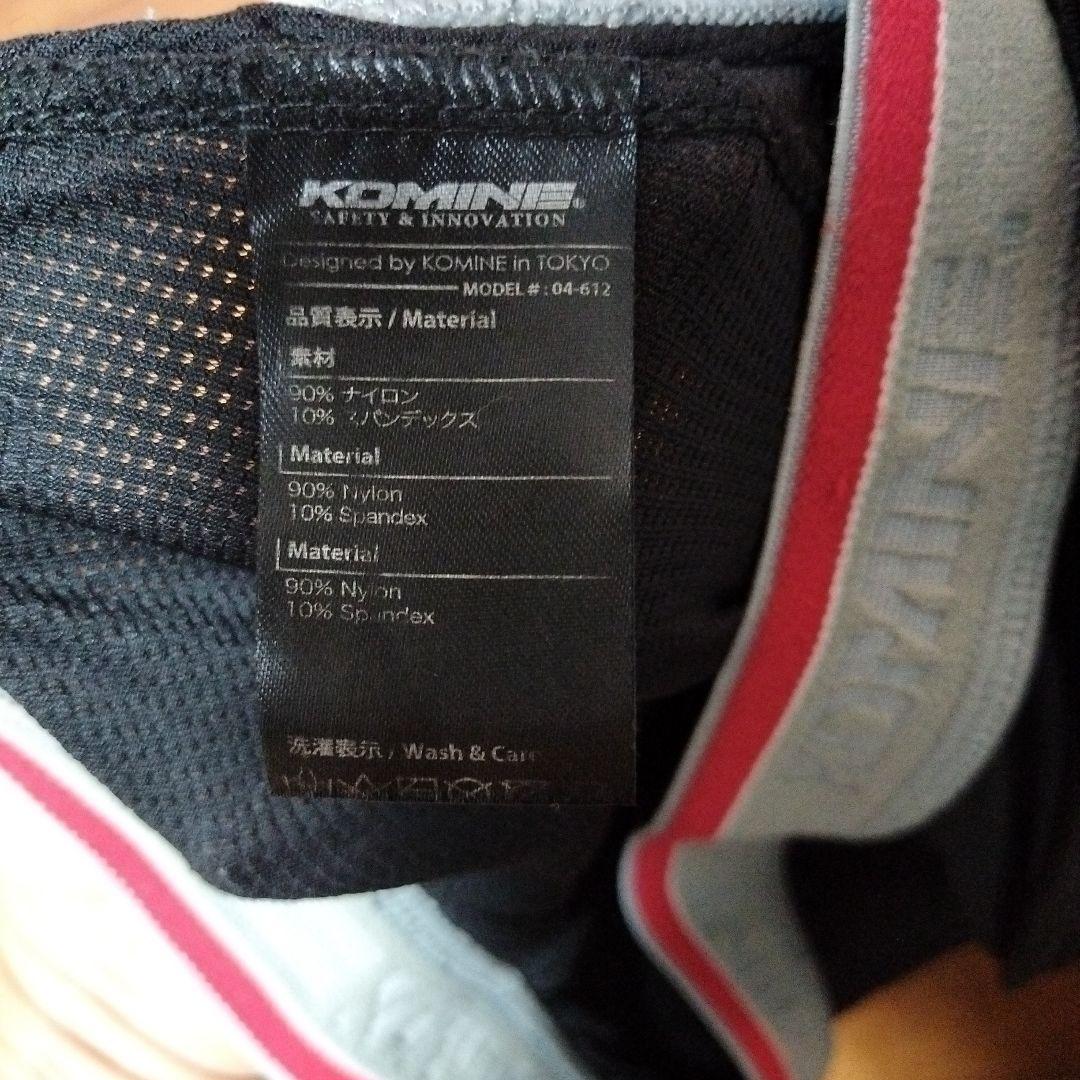 KOMINE®
SAFETY & INNOVATION
Designed by KOMINE in TOKYO
MODEL # : 04-612
品質表示 / Material
素材
90% ナイロン
10% スパンデックス
Material
90% Nylon
10% Spandex
Material
90% Nylon
10% Spandex
洗濯表示 / Wash & Care
KOMINE®